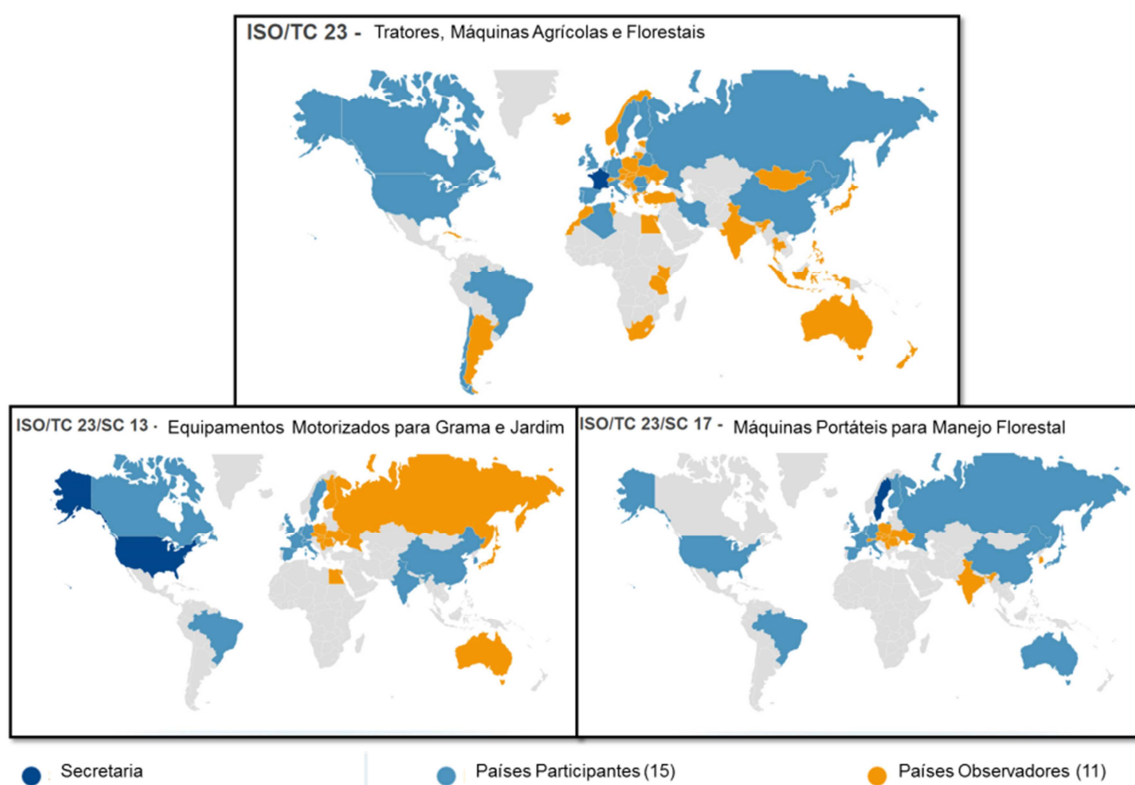 ISO/TC 23 - Tratores, Máquinas Agrícolas e Florestais
ISO/TC 23/SC 13 - Equipamentos Motorizados para Grama e Jardim
ISO/TC 23/SC 17 - Máquinas Portáteis para Manejo Florestal
Secretaria
Países Participantes (15)
Países Observadores (11)